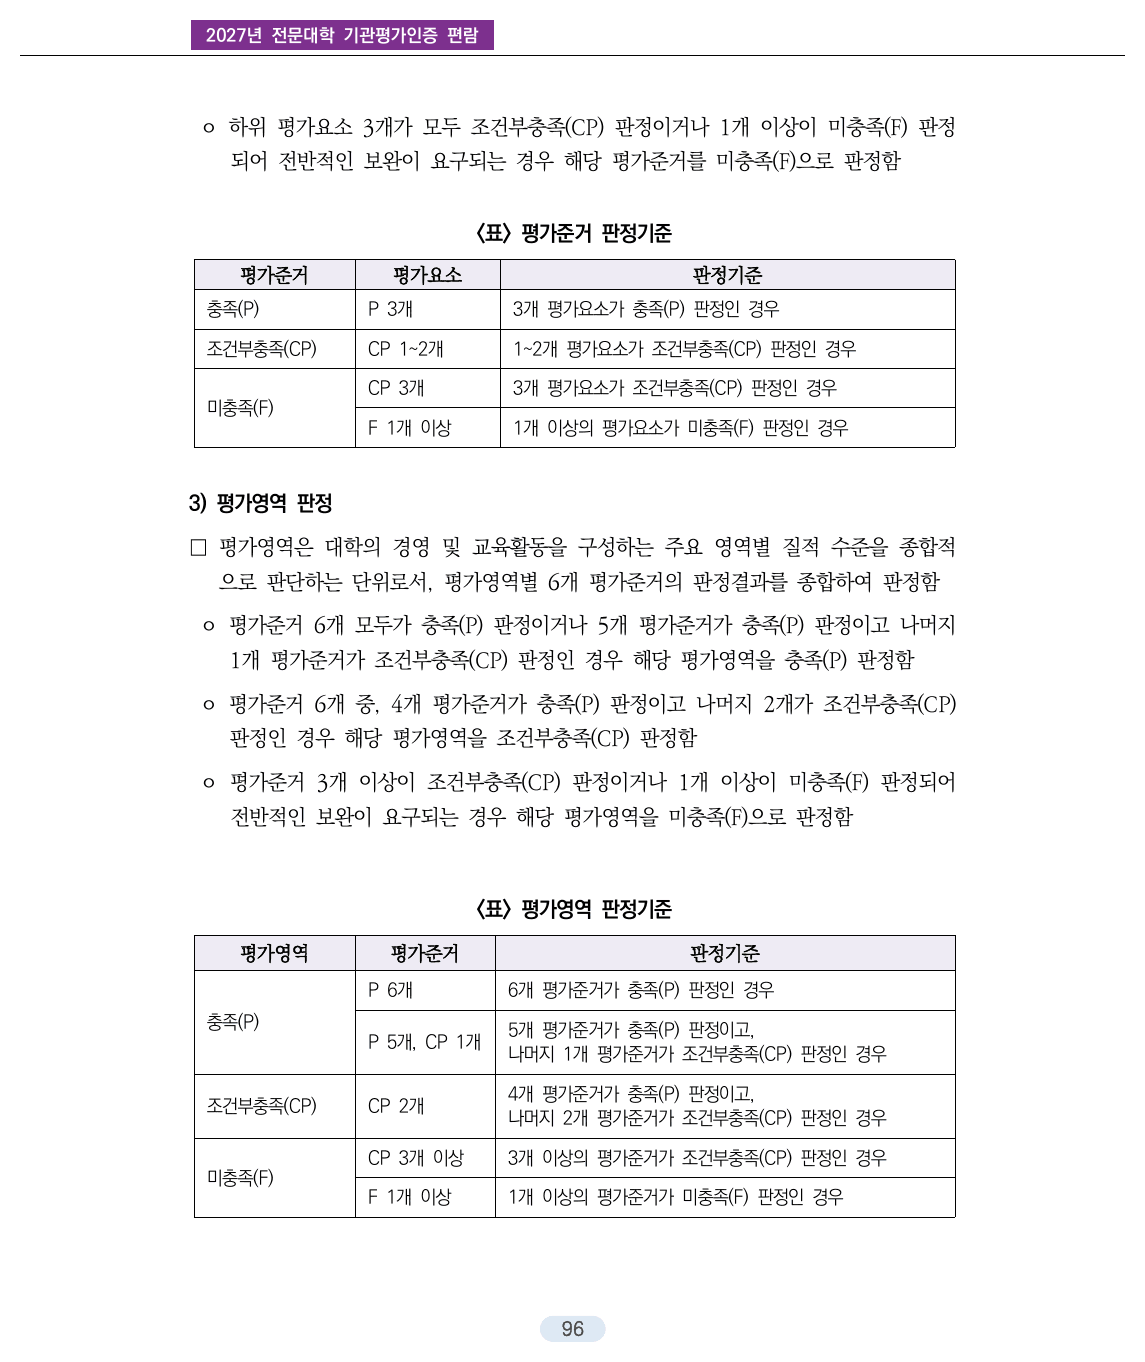 2027년 전문대학 기관평가인증 편람
ㅇ 하위 평가요소 3개가 모두 조건부충족(CP) 판정이거나 1개 이상이 미충족(F) 판정
되어 전반적인 보완이 요구되는 경우 해당 평가준거를 미충족(F)으로 판정함
<표> 평가준거 판정기준
평가준거 평가요소 판정기준
충족(P) P 3개 3개 평가요소가 충족(P) 판정인 경우
조건부충족(CP) CP 1~2개 1~2개 평가요소가 조건부충족(CP) 판정인 경우
미충족(F) CP 3개 3개 평가요소가 조건부충족(CP) 판정인 경우
F 1개 이상 1개 이상의 평가요소가 미충족(F) 판정인 경우
3) 평가영역 판정
□ 평가영역은 대학의 경영 및 교육활동을 구성하는 주요 영역별 질적 수준을 종합적
으로 판단하는 단위로서, 평가영역별 6개 평가준거의 판정결과를 종합하여 판정함
ㅇ 평가준거 6개 모두가 충족(P) 판정이거나 5개 평가준거가 충족(P) 판정이고 나머지
1개 평가준거가 조건부충족(CP) 판정인 경우 해당 평가영역을 충족(P) 판정함
ㅇ 평가준거 6개 중, 4개 평가준거가 충족(P) 판정이고 나머지 2개가 조건부충족(CP)
판정인 경우 해당 평가영역을 조건부충족(CP) 판정함
ㅇ 평가준거 3개 이상이 조건부충족(CP) 판정이거나 1개 이상이 미충족(F) 판정되어
전반적인 보완이 요구되는 경우 해당 평가영역을 미충족(F)으로 판정함
<표> 평가영역 판정기준
평가영역 평가준거 판정기준
충족(P) P 6개 6개 평가준거가 충족(P) 판정인 경우
P 5개, CP 1개 5개 평가준거가 충족(P) 판정이고,
나머지 1개 평가준거가 조건부충족(CP) 판정인 경우
조건부충족(CP) CP 2개 4개 평가준거가 충족(P) 판정이고,
나머지 2개 평가준거가 조건부충족(CP) 판정인 경우
미충족(F) CP 3개 이상 3개 이상의 평가준거가 조건부충족(CP) 판정인 경우
F 1개 이상 1개 이상의 평가준거가 미충족(F) 판정인 경우
96